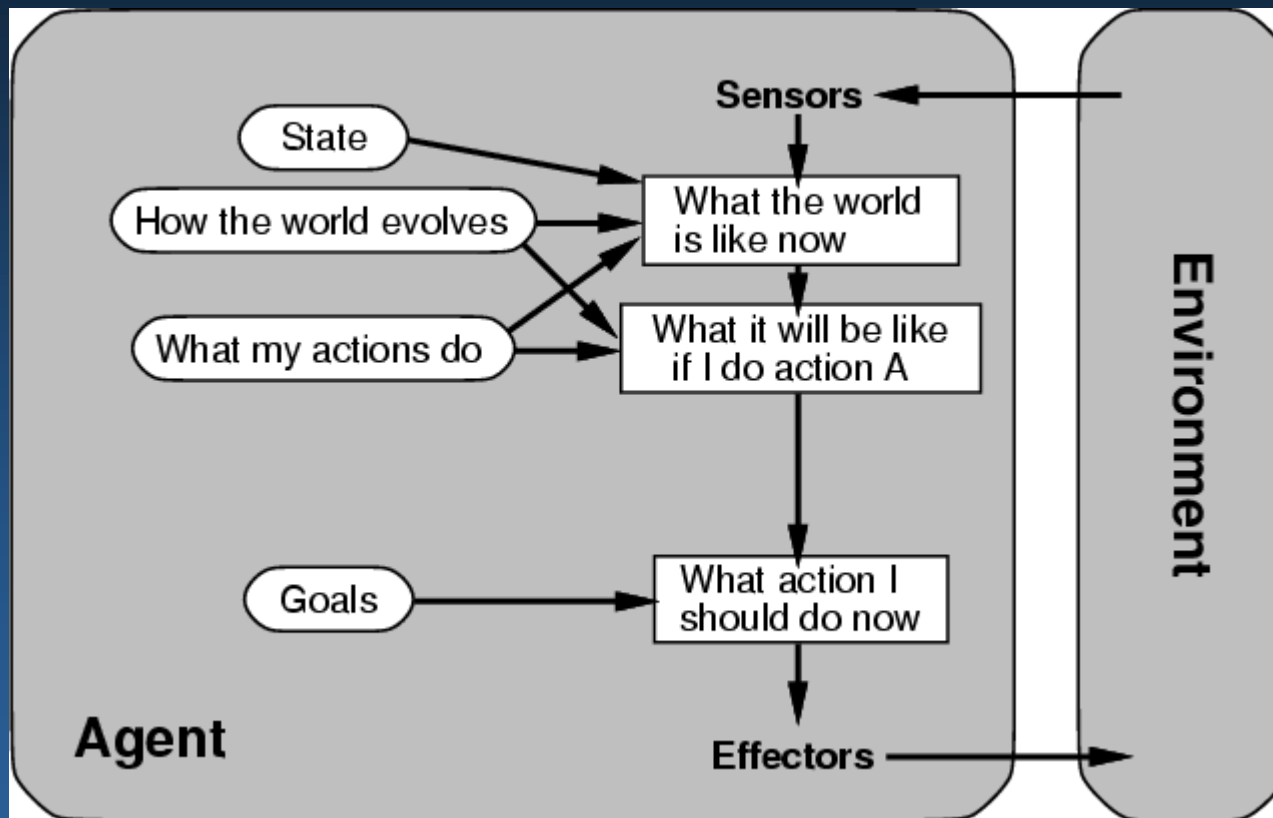 Sensors
State
What the world
is like now
How the world evolves
What it will be like
if I do action A
What my actions do
Environment
What action I
should do now
Goals
Agent
Effectors